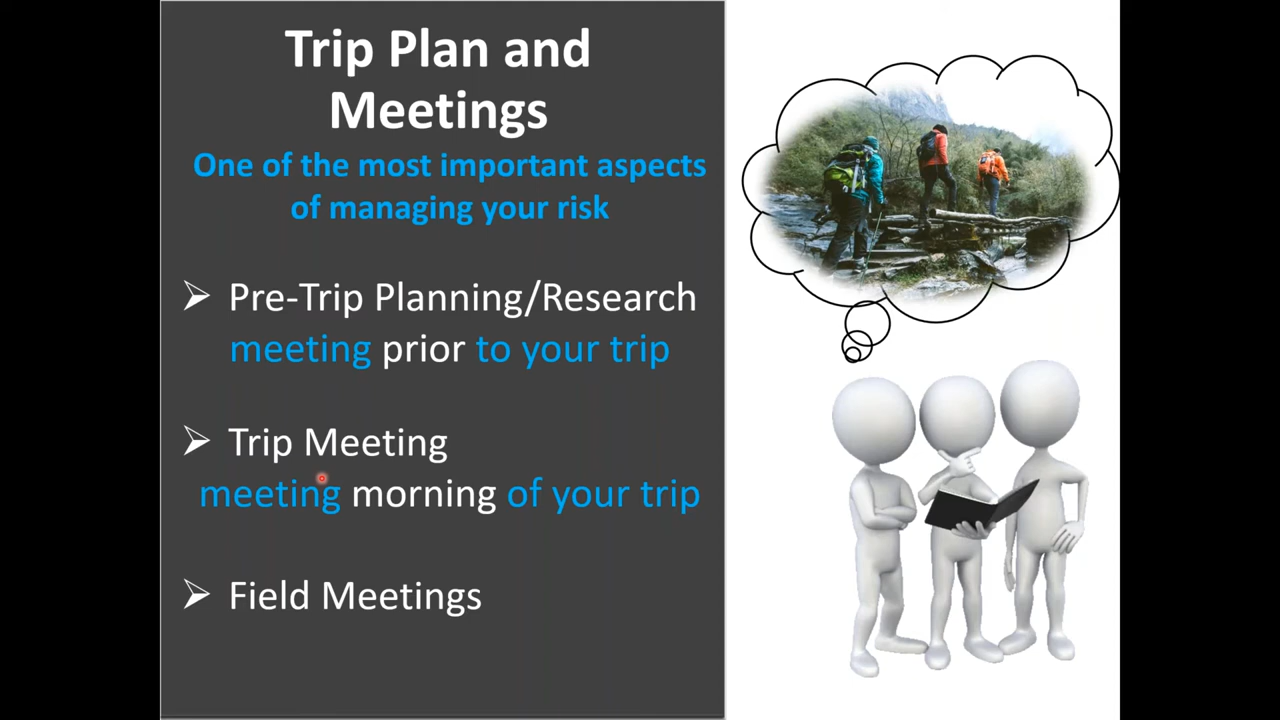 Trip Plan and
Meetings
One of the most important aspects
of managing your risk
➢ Pre-Trip Planning/Research
meeting prior to your trip
➢ Trip Meeting
meeting morning of your trip
➢ Field Meetings